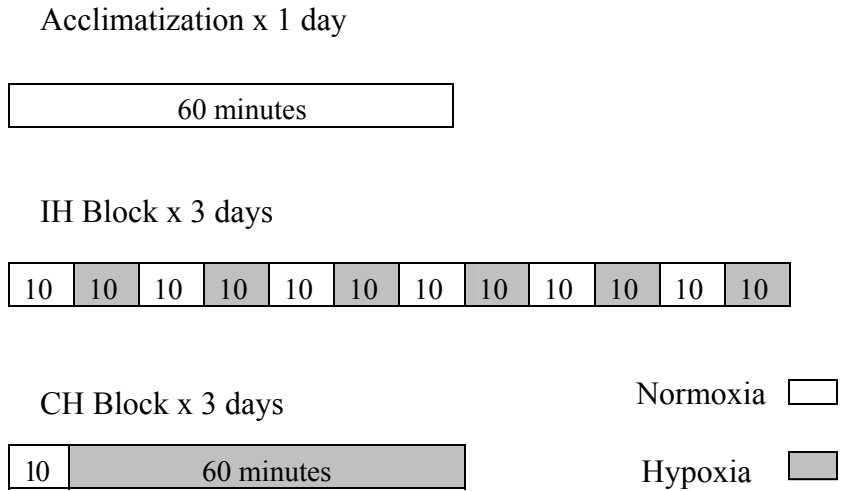 Acclimatization x 1 day
60 minutes
IH Block x 3 days
10 10 10 10 10 10 10 10 10 10 10 10
CH Block x 3 days
Normoxia
10 60 minutes
Hypoxia